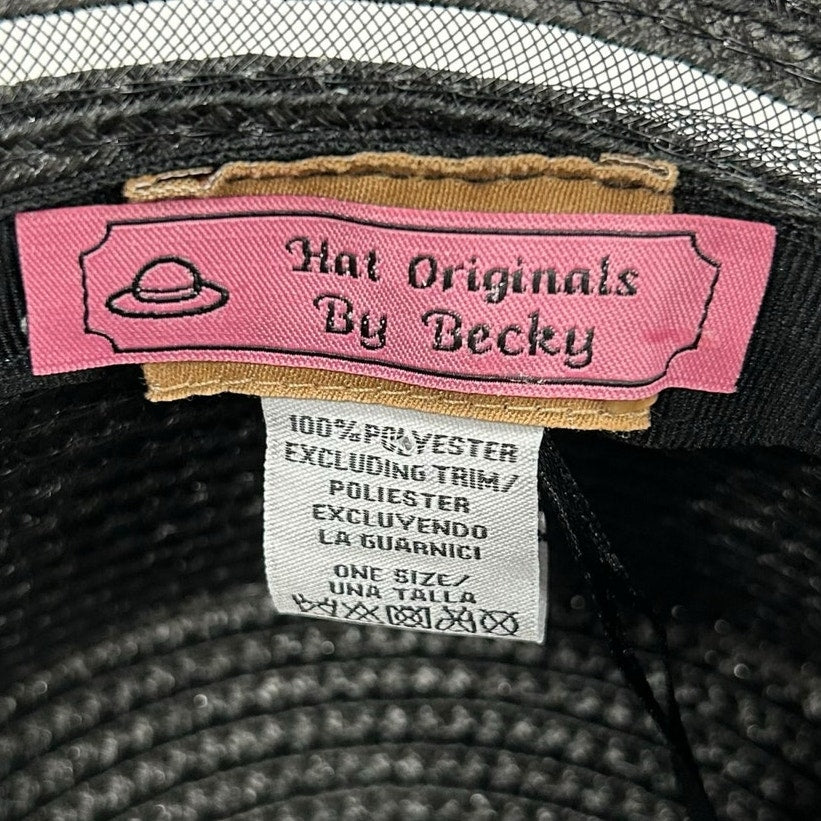 Hat Originals
By Becky
100% POLYESTER
EXCLUDING TRIM/
POLIESTER
EXCLUYENDO
LA GUARNICI
ONE SIZE/
UNA TALLA